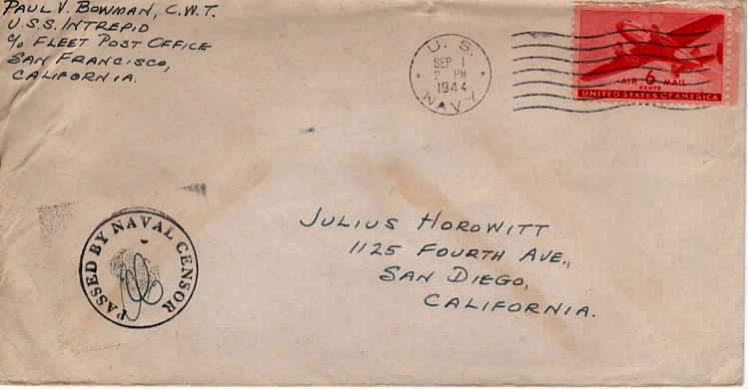 PAUL V. BOWMAN, C.W.T.
U.S.S. INTREPID
c/o FLEET POST OFFICE
SAN FRANCISCO,
CALIFORNIA.
U. S.
SEP 1
2 PM
1944
NAVY
AIR 6 MAIL
CENTS
UNITED STATES OF AMERICA
PASSED BY NAVAL CENSOR
JULIUS HOROWITT
1125 FOURTH AVE.,
SAN DIEGO,
CALIFORNIA.